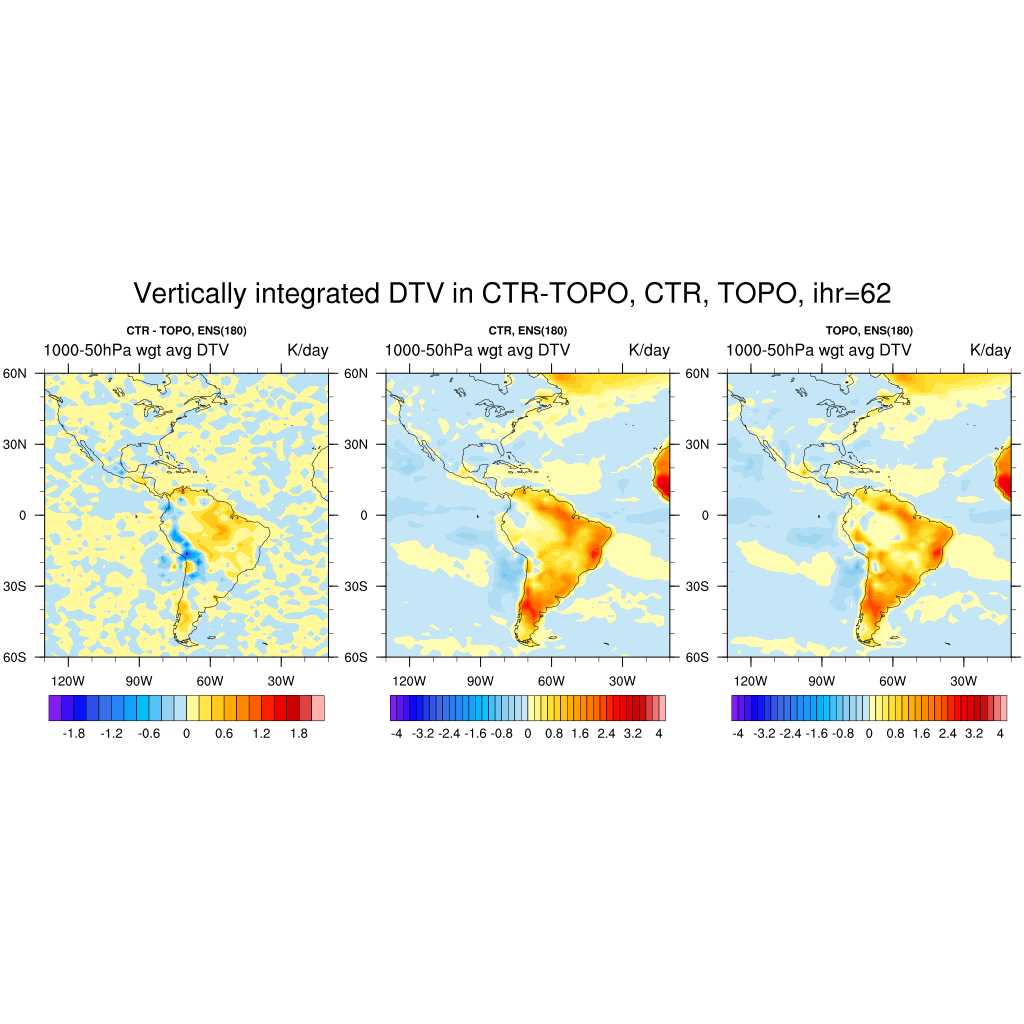 Vertically integrated DTV in CTR-TOPO, CTR, TOPO, ihr=62
CTR - TOPO, ENS(180)
1000-50hPa wgt avg DTV K/day
60N
30N
0
30S
60S
120W 90W 60W 30W
-1.8 -1.2 -0.6 0 0.6 1.2 1.8
CTR, ENS(180)
1000-50hPa wgt avg DTV K/day
60N
30N
0
30S
60S
120W 90W 60W 30W
-4 -3.2 -2.4 -1.6 -0.8 0 0.8 1.6 2.4 3.2 4
TOPO, ENS(180)
1000-50hPa wgt avg DTV K/day
60N
30N
0
30S
60S
120W 90W 60W 30W
-4 -3.2 -2.4 -1.6 -0.8 0 0.8 1.6 2.4 3.2 4